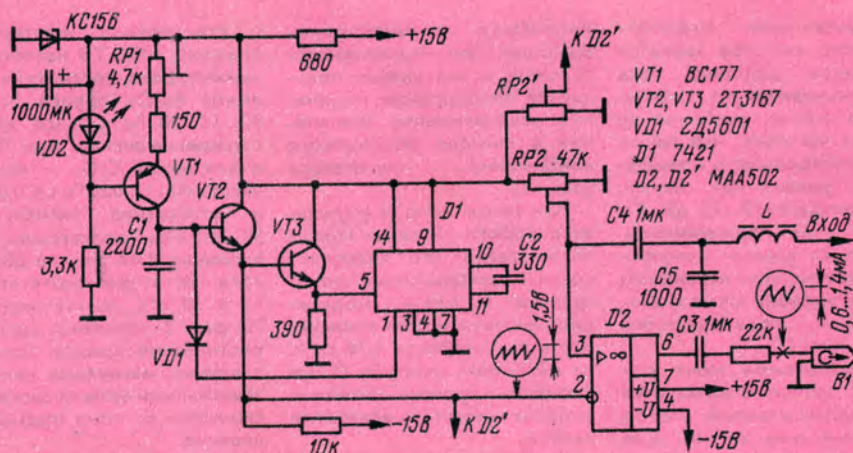 КС156
RP1
4,7к
680
+15В
К D2'
RP2'
1000МК
+
VD2
150
VT1
VT2
VT3
C1
2200
3,3к
VD1
390
10к
-15В
D1
14
9
10
5
11
1
3
4
7
C2
330
К D2'
RP2 47к
VT1 ВС177
VT2, VT3 2Т3167
VD1 2Д5601
D1 7421
D2, D2' МАА502
C4 1МК
L
Вход
C5
1000
1,5В
D2
3
▷∞
2
6
7
+U
4
-U
C3 1МК
22к
0,6...1,4мА
B1
+15В
-15В